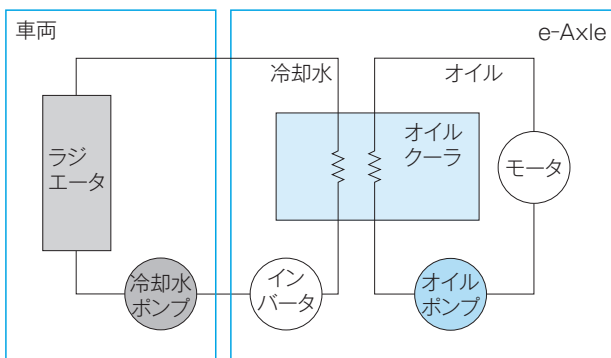 車両
e-Axle
冷却水
オイル
オイル
クーラ
ラジ
エータ
モータ
冷却水
ポンプ
イン
バータ
オイル
ポンプ